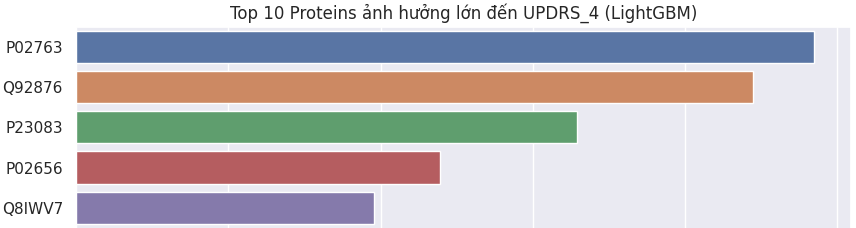 Top 10 Proteins ảnh hưởng lớn đến UPDRS_4 (LightGBM)
P02763
Q92876
P23083
P02656
Q8IWV7